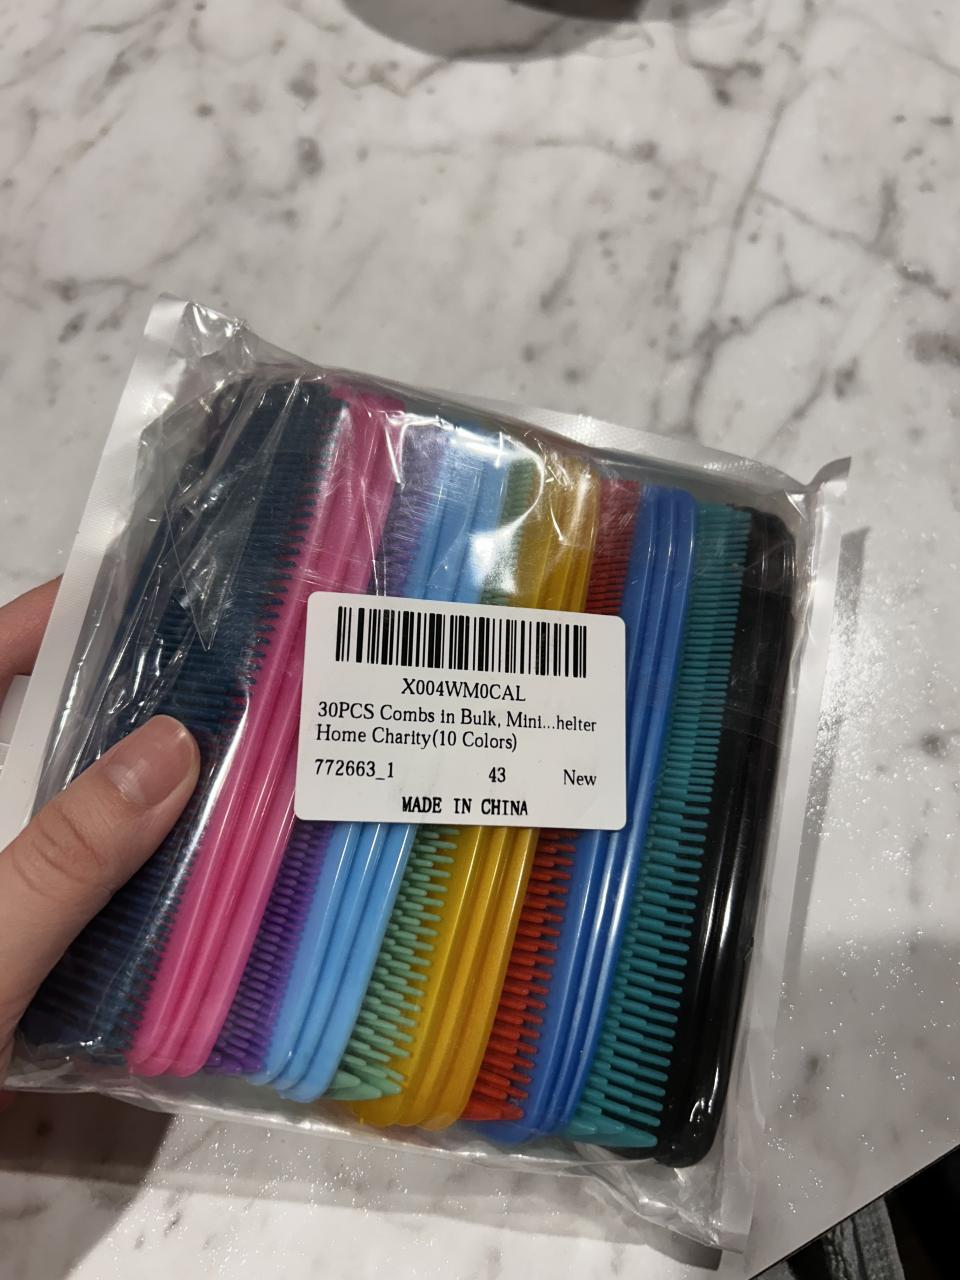 X004WM0CAL
30PCS Combs in Bulk, Mini...helter
Home Charity(10 Colors)
772663_1 43 New
MADE IN CHINA